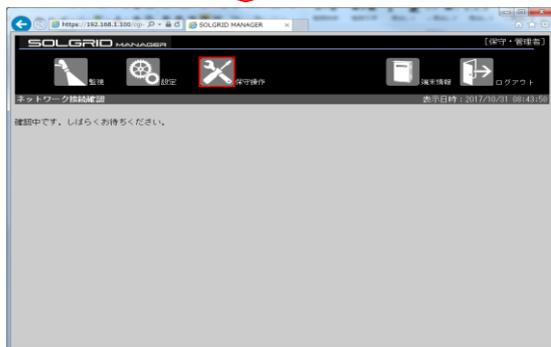 https://192.168.1.100/cgi-
SOLGRID MANAGER
SOLGRID MANAGER
[保守・管理者]
監視
設定
保守操作
端末情報
ログアウト
ネットワーク接続確認
表示日時：2017/10/31 08:43:50
確認中です。しばらくお待ちください。